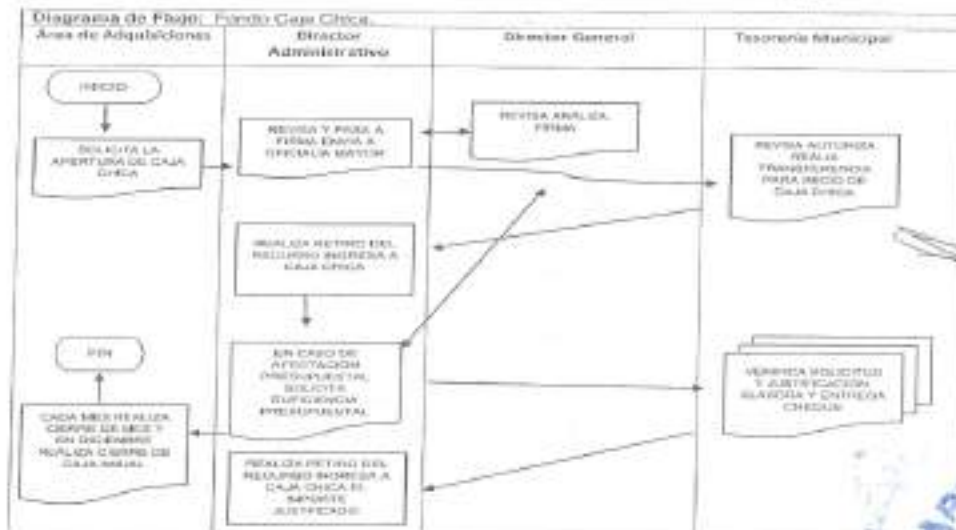 Diagrama de Flujo: Fondo Caja Chica.
Área de Adquisiciones
Director
Administrativo
Director General
Tesorería Municipal
INICIO
SOLICITA LA
APERTURA DE CAJA
CHICA
REVISA Y PASA A
FIRMA ENVIA A
OFICIALIA MAYOR
REVISA ANALIZA
FIRMA
REVISA AUTORIZA
REALIZA
TRANSFERENCIA
PARA INICIO DE
CAJA CHICA
REALIZA RETIRO DEL
RECURSO INGRESA A
CAJA CHICA
FIN
EN CASO DE
AFECTACION
PRESUPUESTAL
SOLICITA
SUFICIENCIA
PRESUPUESTAL
VERIFICA SOLICITUD
Y JUSTIFICACION
ELABORA Y ENTREGA
CHEQUE
CADA MES REALIZA
CIERRE DE MES Y
EN DICIEMBRE
REALIZA CIERRE DE
CAJA ANUAL
REALIZA RETIRO DEL
RECURSO INGRESA A
CAJA CHICA EL
IMPORTE
JUSTIFICADO